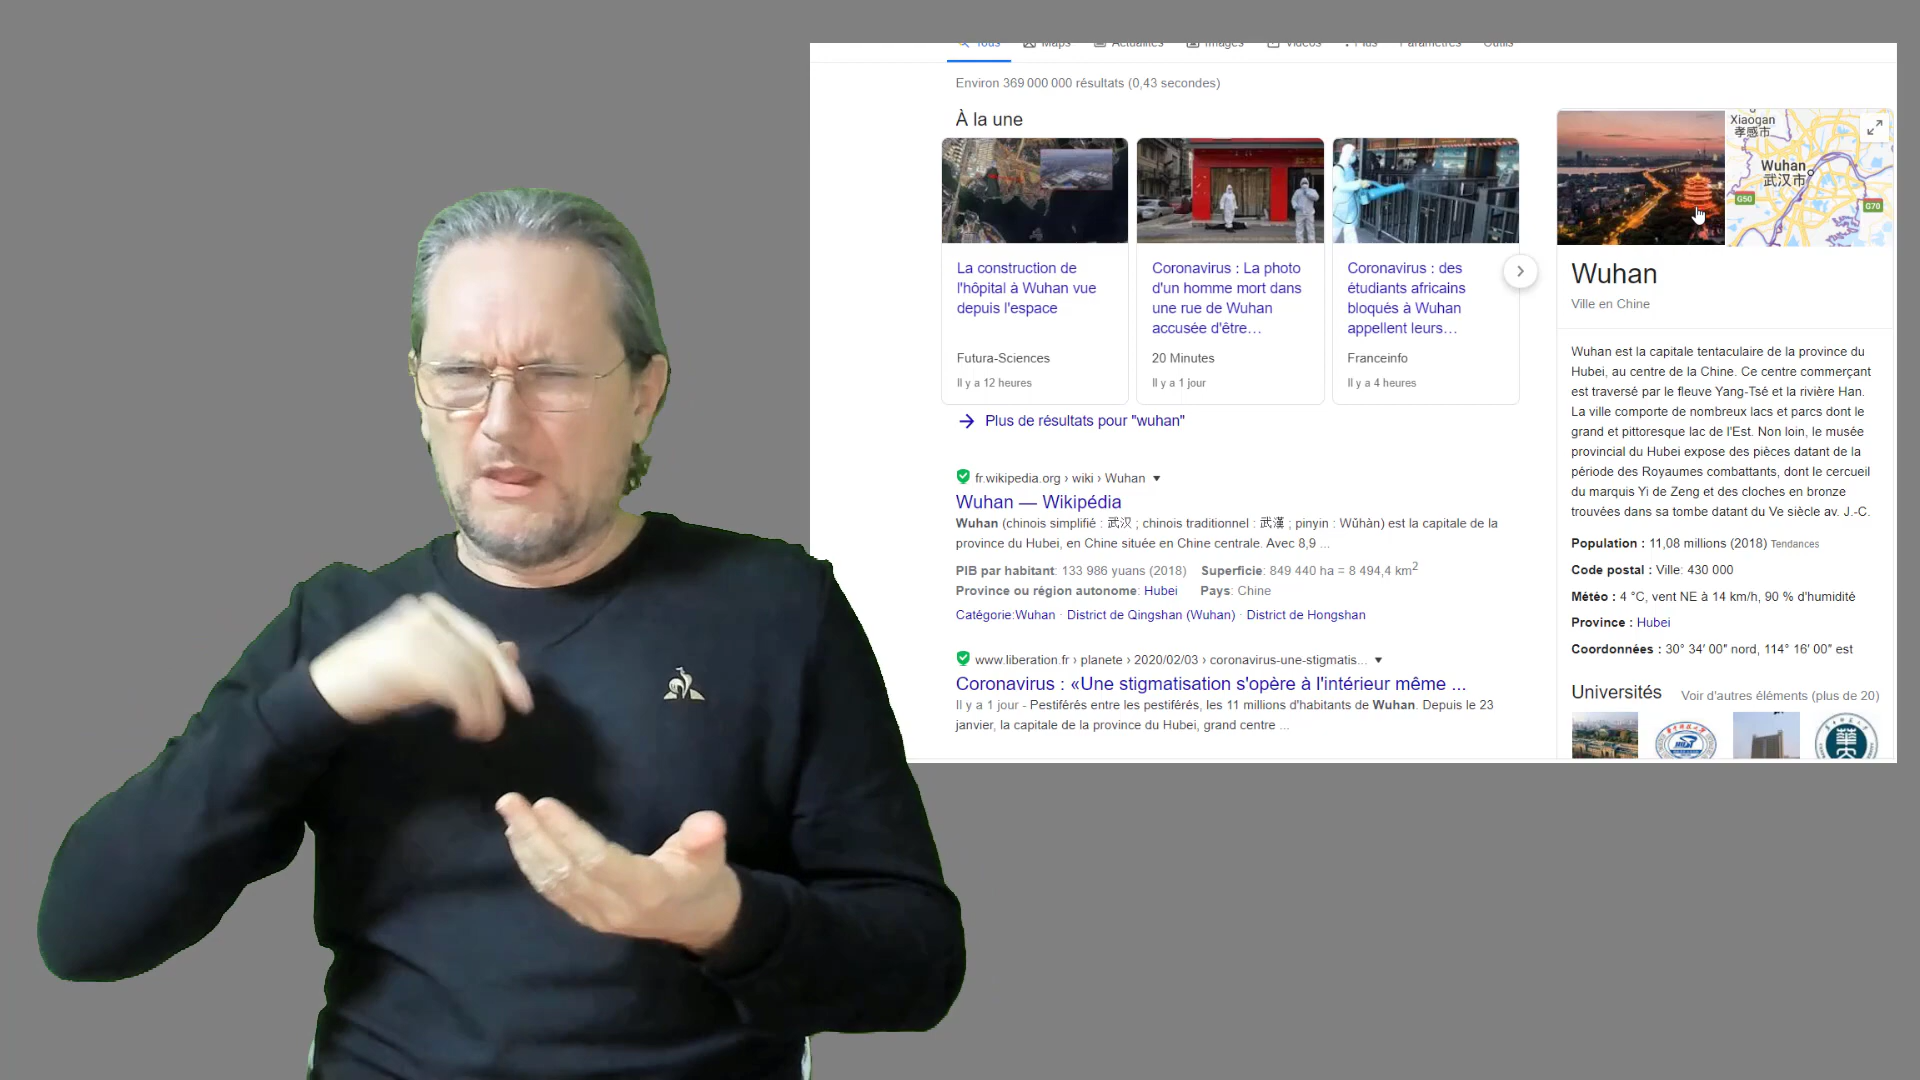 Tous Maps Actualités Images Vidéos Plus Paramètres Outils
Environ 369 000 000 résultats (0,43 secondes)
À la une
La construction de
l'hôpital à Wuhan vue
depuis l'espace
Futura-Sciences
Il y a 12 heures
Coronavirus : La photo
d'un homme mort dans
une rue de Wuhan
accusée d'être…
20 Minutes
Il y a 1 jour
Coronavirus : des
étudiants africains
bloqués à Wuhan
appellent leurs…
Franceinfo
Il y a 4 heures
Plus de résultats pour "wuhan"
fr.wikipedia.org › wiki › Wuhan
Wuhan — Wikipédia
Wuhan (chinois simplifié : 武汉 ; chinois traditionnel : 武漢 ; pinyin : Wǔhàn) est la capitale de la
province du Hubei, en Chine située en Chine centrale. Avec 8,9 ...
PIB par habitant: 133 986 yuans (2018) Superficie: 849 440 ha = 8 494,4 km2
Province ou région autonome: Hubei Pays: Chine
Catégorie:Wuhan · District de Qingshan (Wuhan) · District de Hongshan
www.liberation.fr › planete › 2020/02/03 › coronavirus-une-stigmatis...
Coronavirus : «Une stigmatisation s'opère à l'intérieur même ...
Il y a 1 jour - Pestiférés entre les pestiférés, les 11 millions d'habitants de Wuhan. Depuis le 23
janvier, la capitale de la province du Hubei, grand centre ...
Xiaogan
孝感市
Wuhan
武汉市
G50
G70
Wuhan
Ville en Chine
Wuhan est la capitale tentaculaire de la province du
Hubei, au centre de la Chine. Ce centre commerçant
est traversé par le fleuve Yang-Tsé et la rivière Han.
La ville comporte de nombreux lacs et parcs dont le
grand et pittoresque lac de l'Est. Non loin, le musée
provincial du Hubei expose des pièces datant de la
période des Royaumes combattants, dont le cercueil
du marquis Yi de Zeng et des cloches en bronze
trouvées dans sa tombe datant du Ve siècle av. J.-C.
Population : 11,08 millions (2018) Tendances
Code postal : Ville: 430 000
Météo : 4 °C, vent NE à 14 km/h, 90 % d'humidité
Province : Hubei
Coordonnées : 30° 34′ 00″ nord, 114° 16′ 00″ est
Universités Voir d'autres éléments (plus de 20)